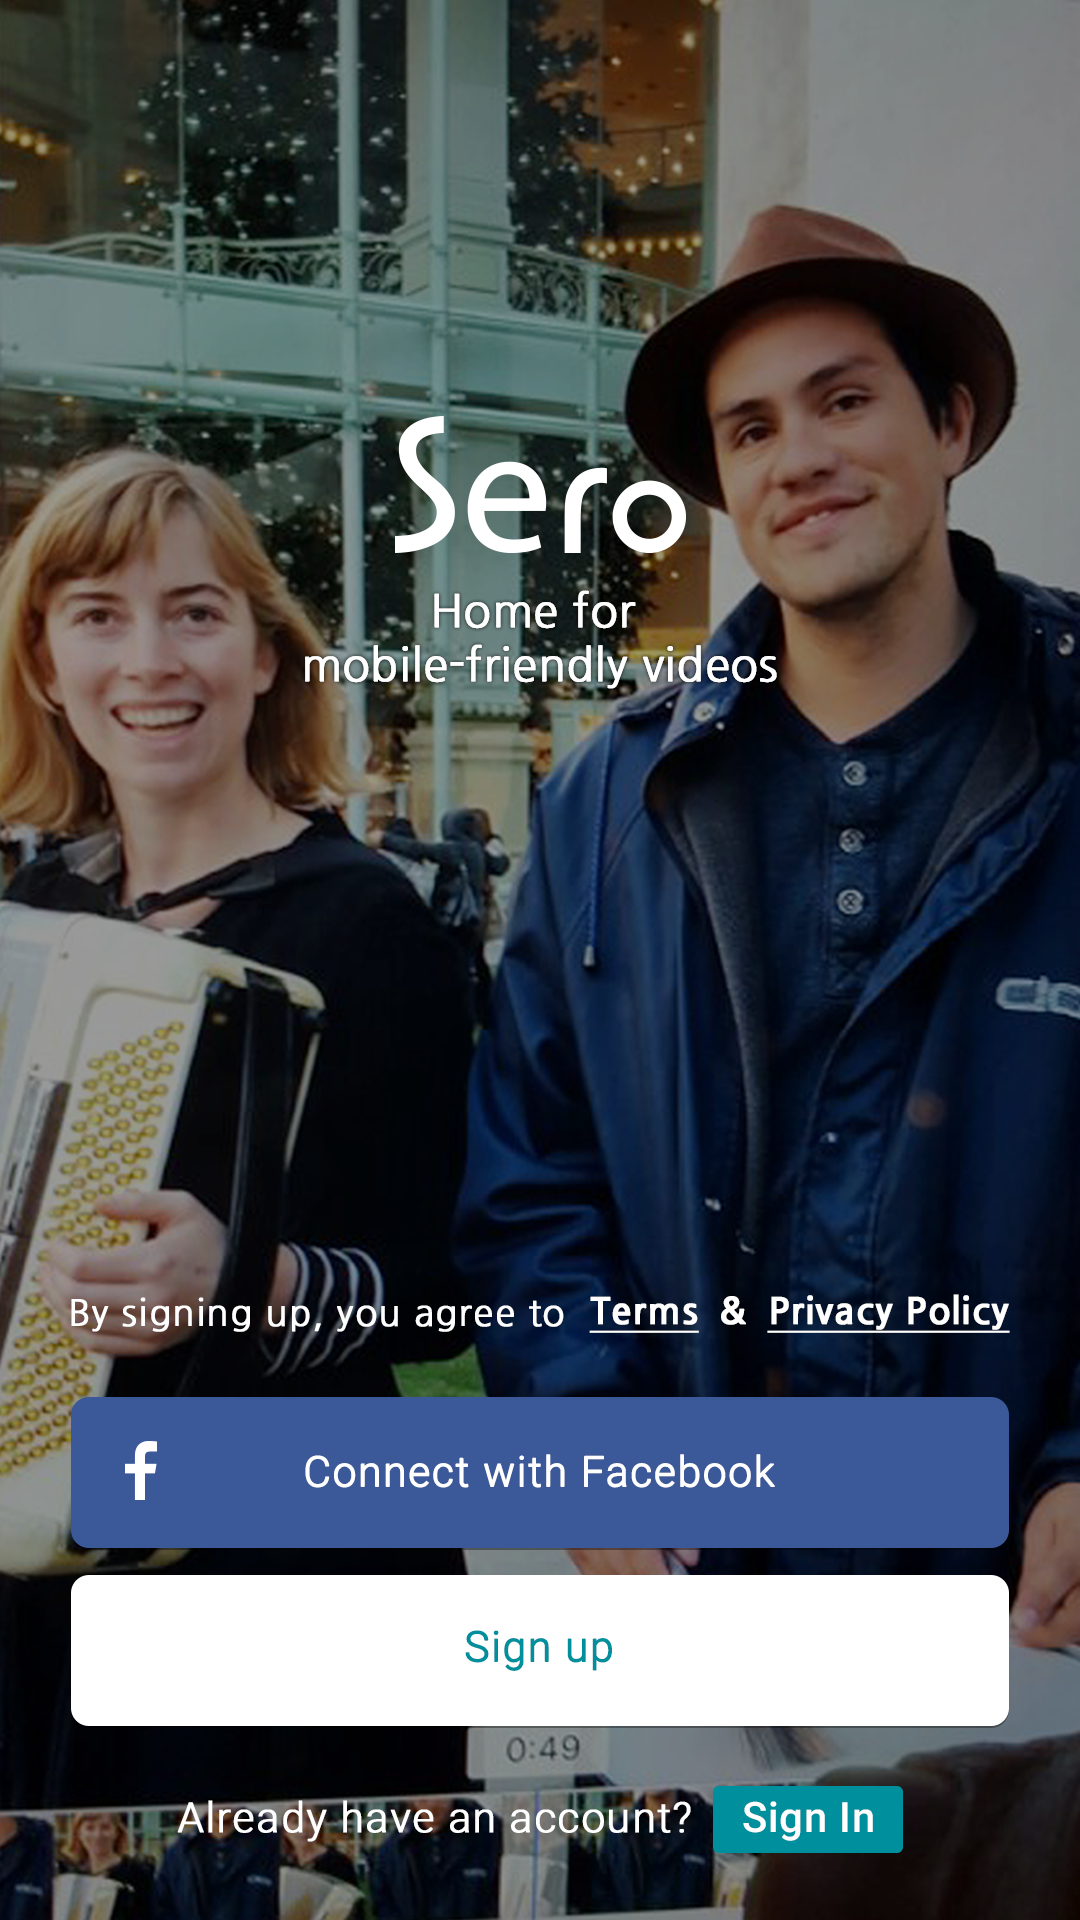 Sero
Home for
mobile-friendly videos
By signing up, you agree to Terms & Privacy Policy
Connect with Facebook
Sign up
0:49
Already have an account? Sign In